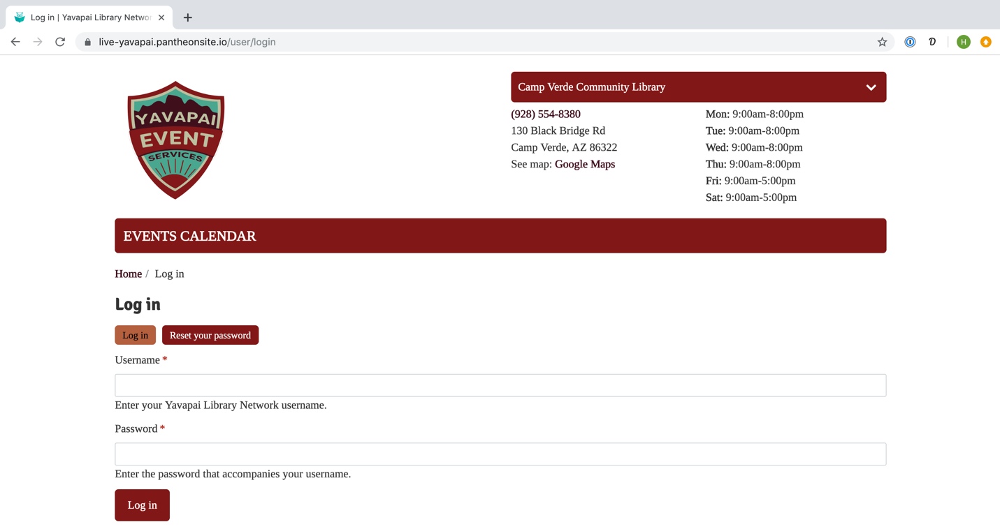 Log in | Yavapai Library Networ
live-yavapai.pantheonsite.io/user/login
H
YAVAPAI
EVENT
SERVICES
Camp Verde Community Library
(928) 554-8380
130 Black Bridge Rd
Camp Verde, AZ 86322
See map: Google Maps
Mon: 9:00am-8:00pm
Tue: 9:00am-8:00pm
Wed: 9:00am-8:00pm
Thu: 9:00am-8:00pm
Fri: 9:00am-5:00pm
Sat: 9:00am-5:00pm
EVENTS CALENDAR
Home / Log in
Log in
Log in Reset your password
Username *
Enter your Yavapai Library Network username.
Password *
Enter the password that accompanies your username.
Log in